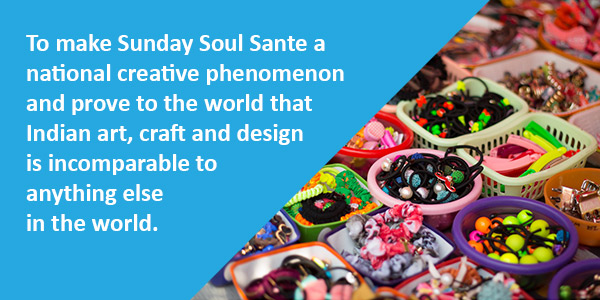 To make Sunday Soul Sante a
national creative phenomenon
and prove to the world that
Indian art, craft and design
is incomparable to
anything else
in the world.